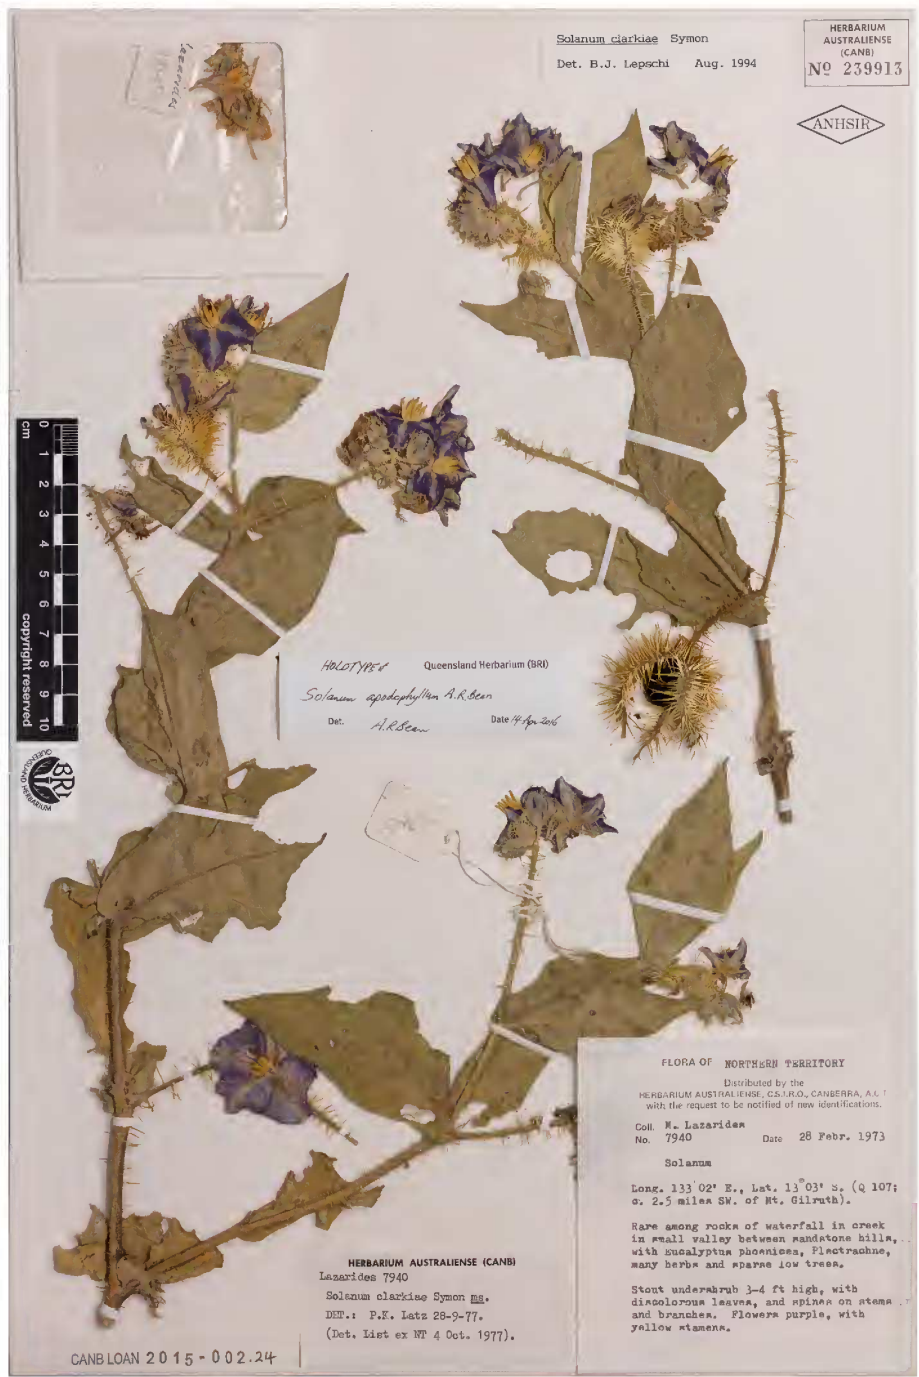 Solanum clarkiae Symon
Det. B.J. Lepschi Aug. 1994
HERBARIUM
AUSTRALIENSE
(CANB)
Nº 239913
ANHSIR
Lazarides
cm
0 1 2 3 4 5 6 7 8 9 10
copyright reserved
BRI
QUEENSLAND HERBARIUM
HOLOTYPE of Queensland Herbarium (BRI)
Solanum apodophyllum A.R.Bean
Det. A.R.Bean Date 14 Apr 2016
FLORA OF NORTHERN TERRITORY
Distributed by the
HERBARIUM AUSTRALIENSE, C.S.I.R.O., CANBERRA, A.C.T
with the request to be notified of new identifications.
Coll. M. Lazarides
No. 7940 Date 28 Febr. 1973
Solanum
Long. 133°02' E., Lat. 13°03' S. (Q 107;
c. 2.5 miles SW. of Mt. Gilruth).
Rare among rocks of waterfall in creek
in small valley between sandstone hills,
with Eucalyptus phoenicea, Plectrachne,
many herbs and sparse low trees.
Stout undershrub 3-4 ft high, with
discolorous leaves, and spines on stems
and branches. Flowers purple, with
yellow stamens.
HERBARIUM AUSTRALIENSE (CANB)
Lazarides 7940
Solanum clarkiae Symon ms.
DET.: P.K. Latz 28-9-77.
(Det. List ex NT 4 Oct. 1977).
CANB LOAN 2015-002.24